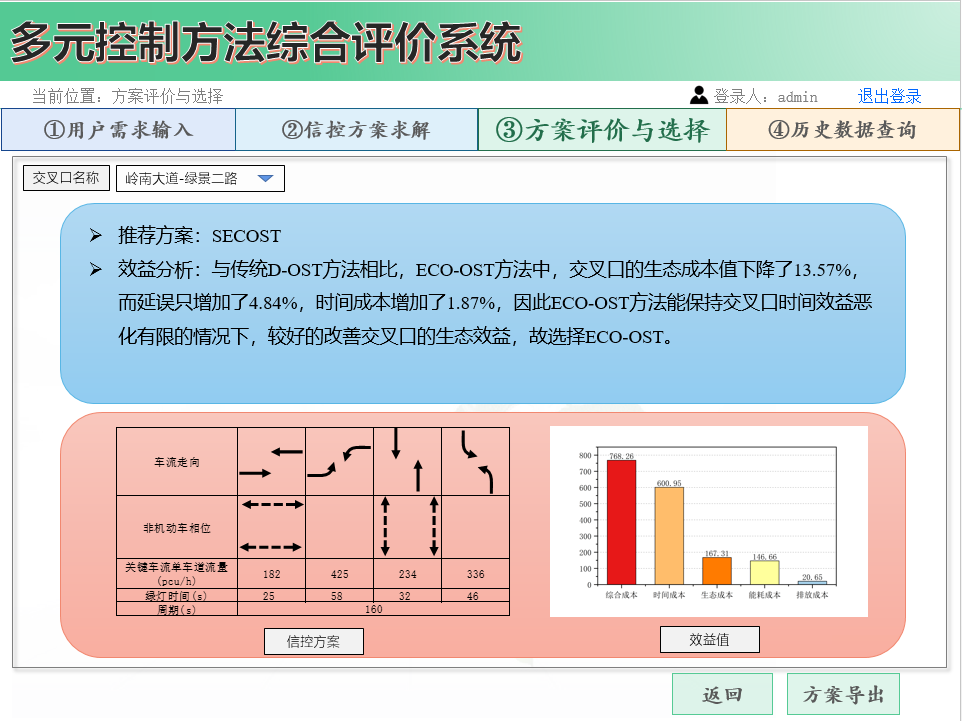 多元控制方法综合评价系统
当前位置：方案评价与选择
登录人：admin
退出登录
①用户需求输入
②信控方案求解
③方案评价与选择
④历史数据查询
交叉口名称
岭南大道-绿景二路
推荐方案：SECOST
效益分析：与传统D-OST方法相比，ECO-OST方法中，交叉口的生态成本值下降了13.57%，
而延误只增加了4.84%，时间成本增加了1.87%，因此ECO-OST方法能保持交叉口时间效益恶
化有限的情况下，较好的改善交叉口的生态效益，故选择ECO-OST。
车流走向
非机动车相位
关键车流单车道流量
(pcu/h)
182 425 234 336
绿灯时间(s) 25 58 32 46
周期(s) 160
信控方案
800
700
600
500
400
300
200
100
0
768.26
600.95
167.31
146.66
20.65
综合成本 时间成本 生态成本 能耗成本 排放成本
效益值
返回
方案导出